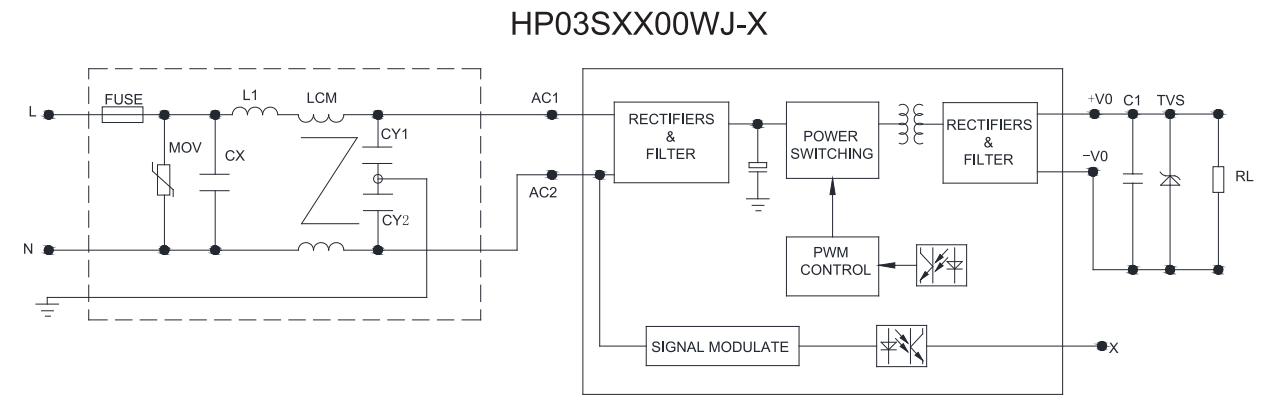 HP03SXX00WJ-X
L
FUSE
L1
LCM
MOV
CX
CY1
CY2
N
AC1
AC2
RECTIFIERS
&
FILTER
POWER
SWITCHING
RECTIFIERS
&
FILTER
PWM
CONTROL
SIGNAL MODULATE
+V0
C1
TVS
−V0
RL
X